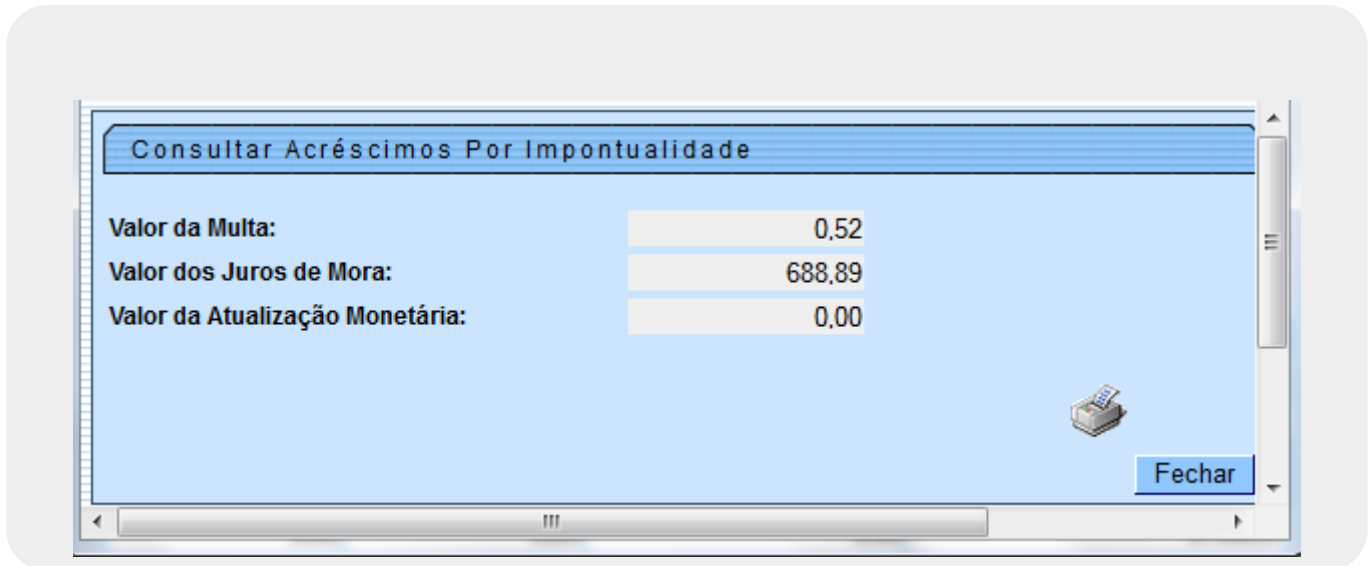 Consultar Acréscimos Por Impontualidade
Valor da Multa: 0,52
Valor dos Juros de Mora: 688,89
Valor da Atualização Monetária: 0,00
Fechar